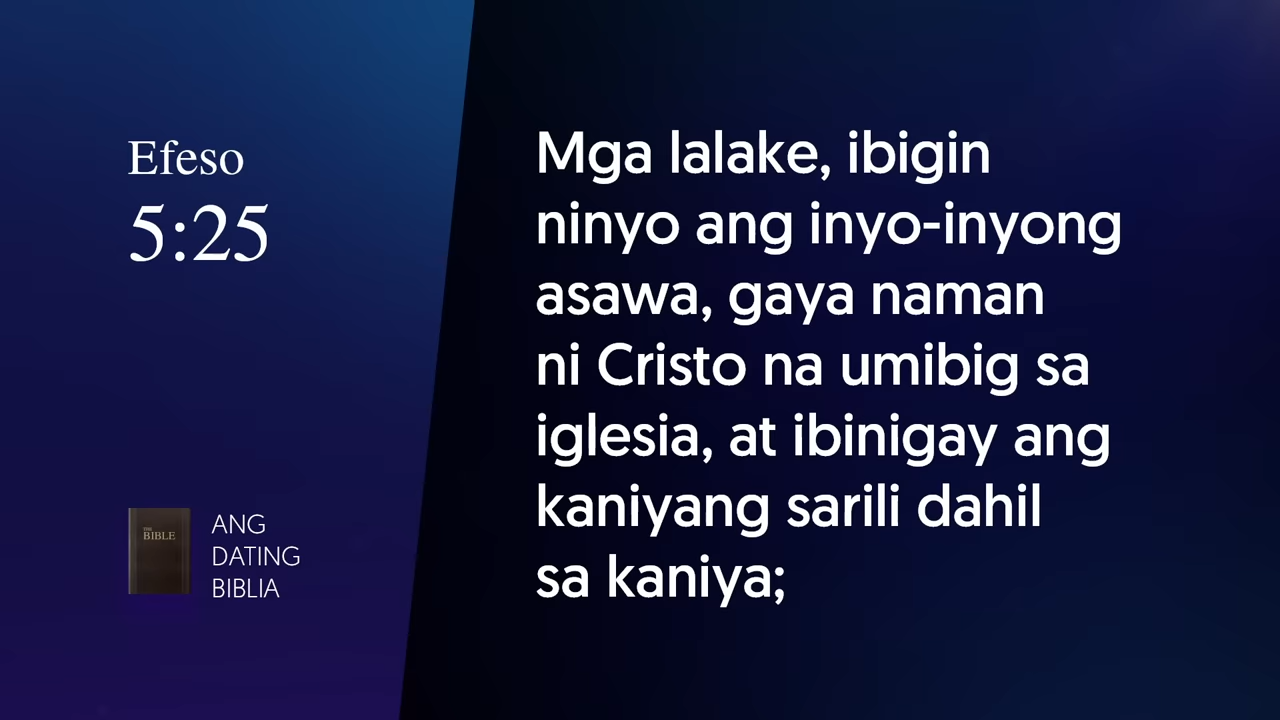 Efeso
5:25
Mga lalake, ibigin
ninyo ang inyo-inyong
asawa, gaya naman
ni Cristo na umibig sa
iglesia, at ibinigay ang
kaniyang sarili dahil
sa kaniya;
THE
BIBLE
ANG
DATING
BIBLIA